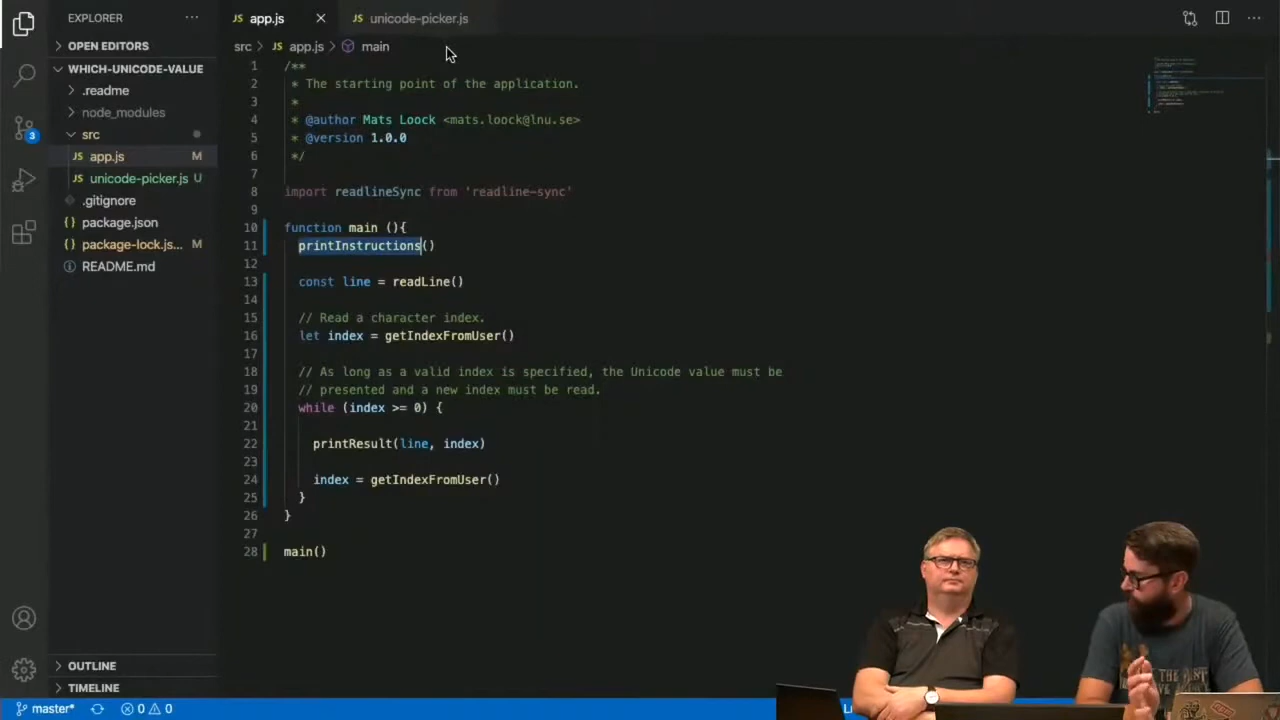 EXPLORER
OPEN EDITORS
WHICH-UNICODE-VALUE
.readme
node_modules
src
JS app.js M
JS unicode-picker.js U
.gitignore
{} package.json
{} package-lock.js... M
README.md
OUTLINE
TIMELINE
3
JS app.js
JS unicode-picker.js
src > JS app.js > main
1 /**
2 * The starting point of the application.
3 *
4 * @author Mats Loock <mats.loock@lnu.se>
5 * @version 1.0.0
6 */
7
8 import readlineSync from 'readline-sync'
9
10 function main (){
11 printInstructions()
12
13 const line = readLine()
14
15 // Read a character index.
16 let index = getIndexFromUser()
17
18 // As long as a valid index is specified, the Unicode value must be
19 // presented and a new index must be read.
20 while (index >= 0) {
21
22 printResult(line, index)
23
24 index = getIndexFromUser()
25 }
26 }
27
28 main()
master* 0 0